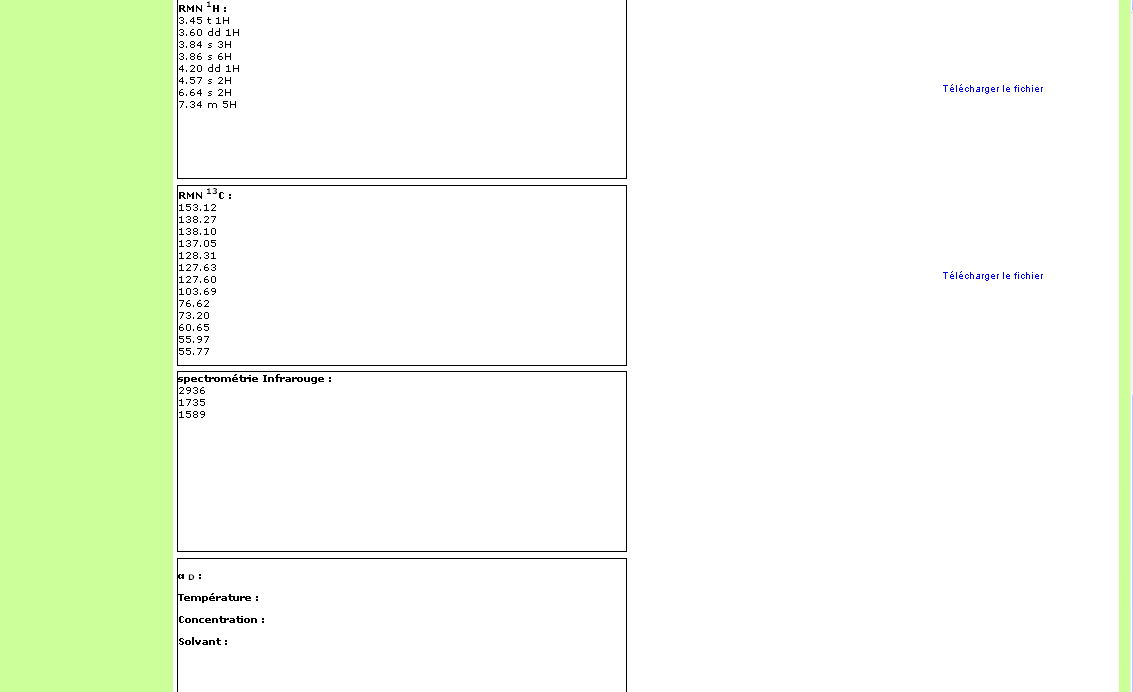 RMN 1H :
3.45 t 1H
3.60 dd 1H
3.84 s 3H
3.86 s 6H
4.20 dd 1H
4.57 s 2H
6.64 s 2H
7.34 m 5H
Télécharger le fichier
RMN 13C :
153.12
138.27
138.10
137.05
128.31
127.63
127.60
103.69
76.62
73.20
60.65
55.97
55.77
Télécharger le fichier
spectrométrie Infrarouge :
2936
1735
1589
α D :
Température :
Concentration :
Solvant :